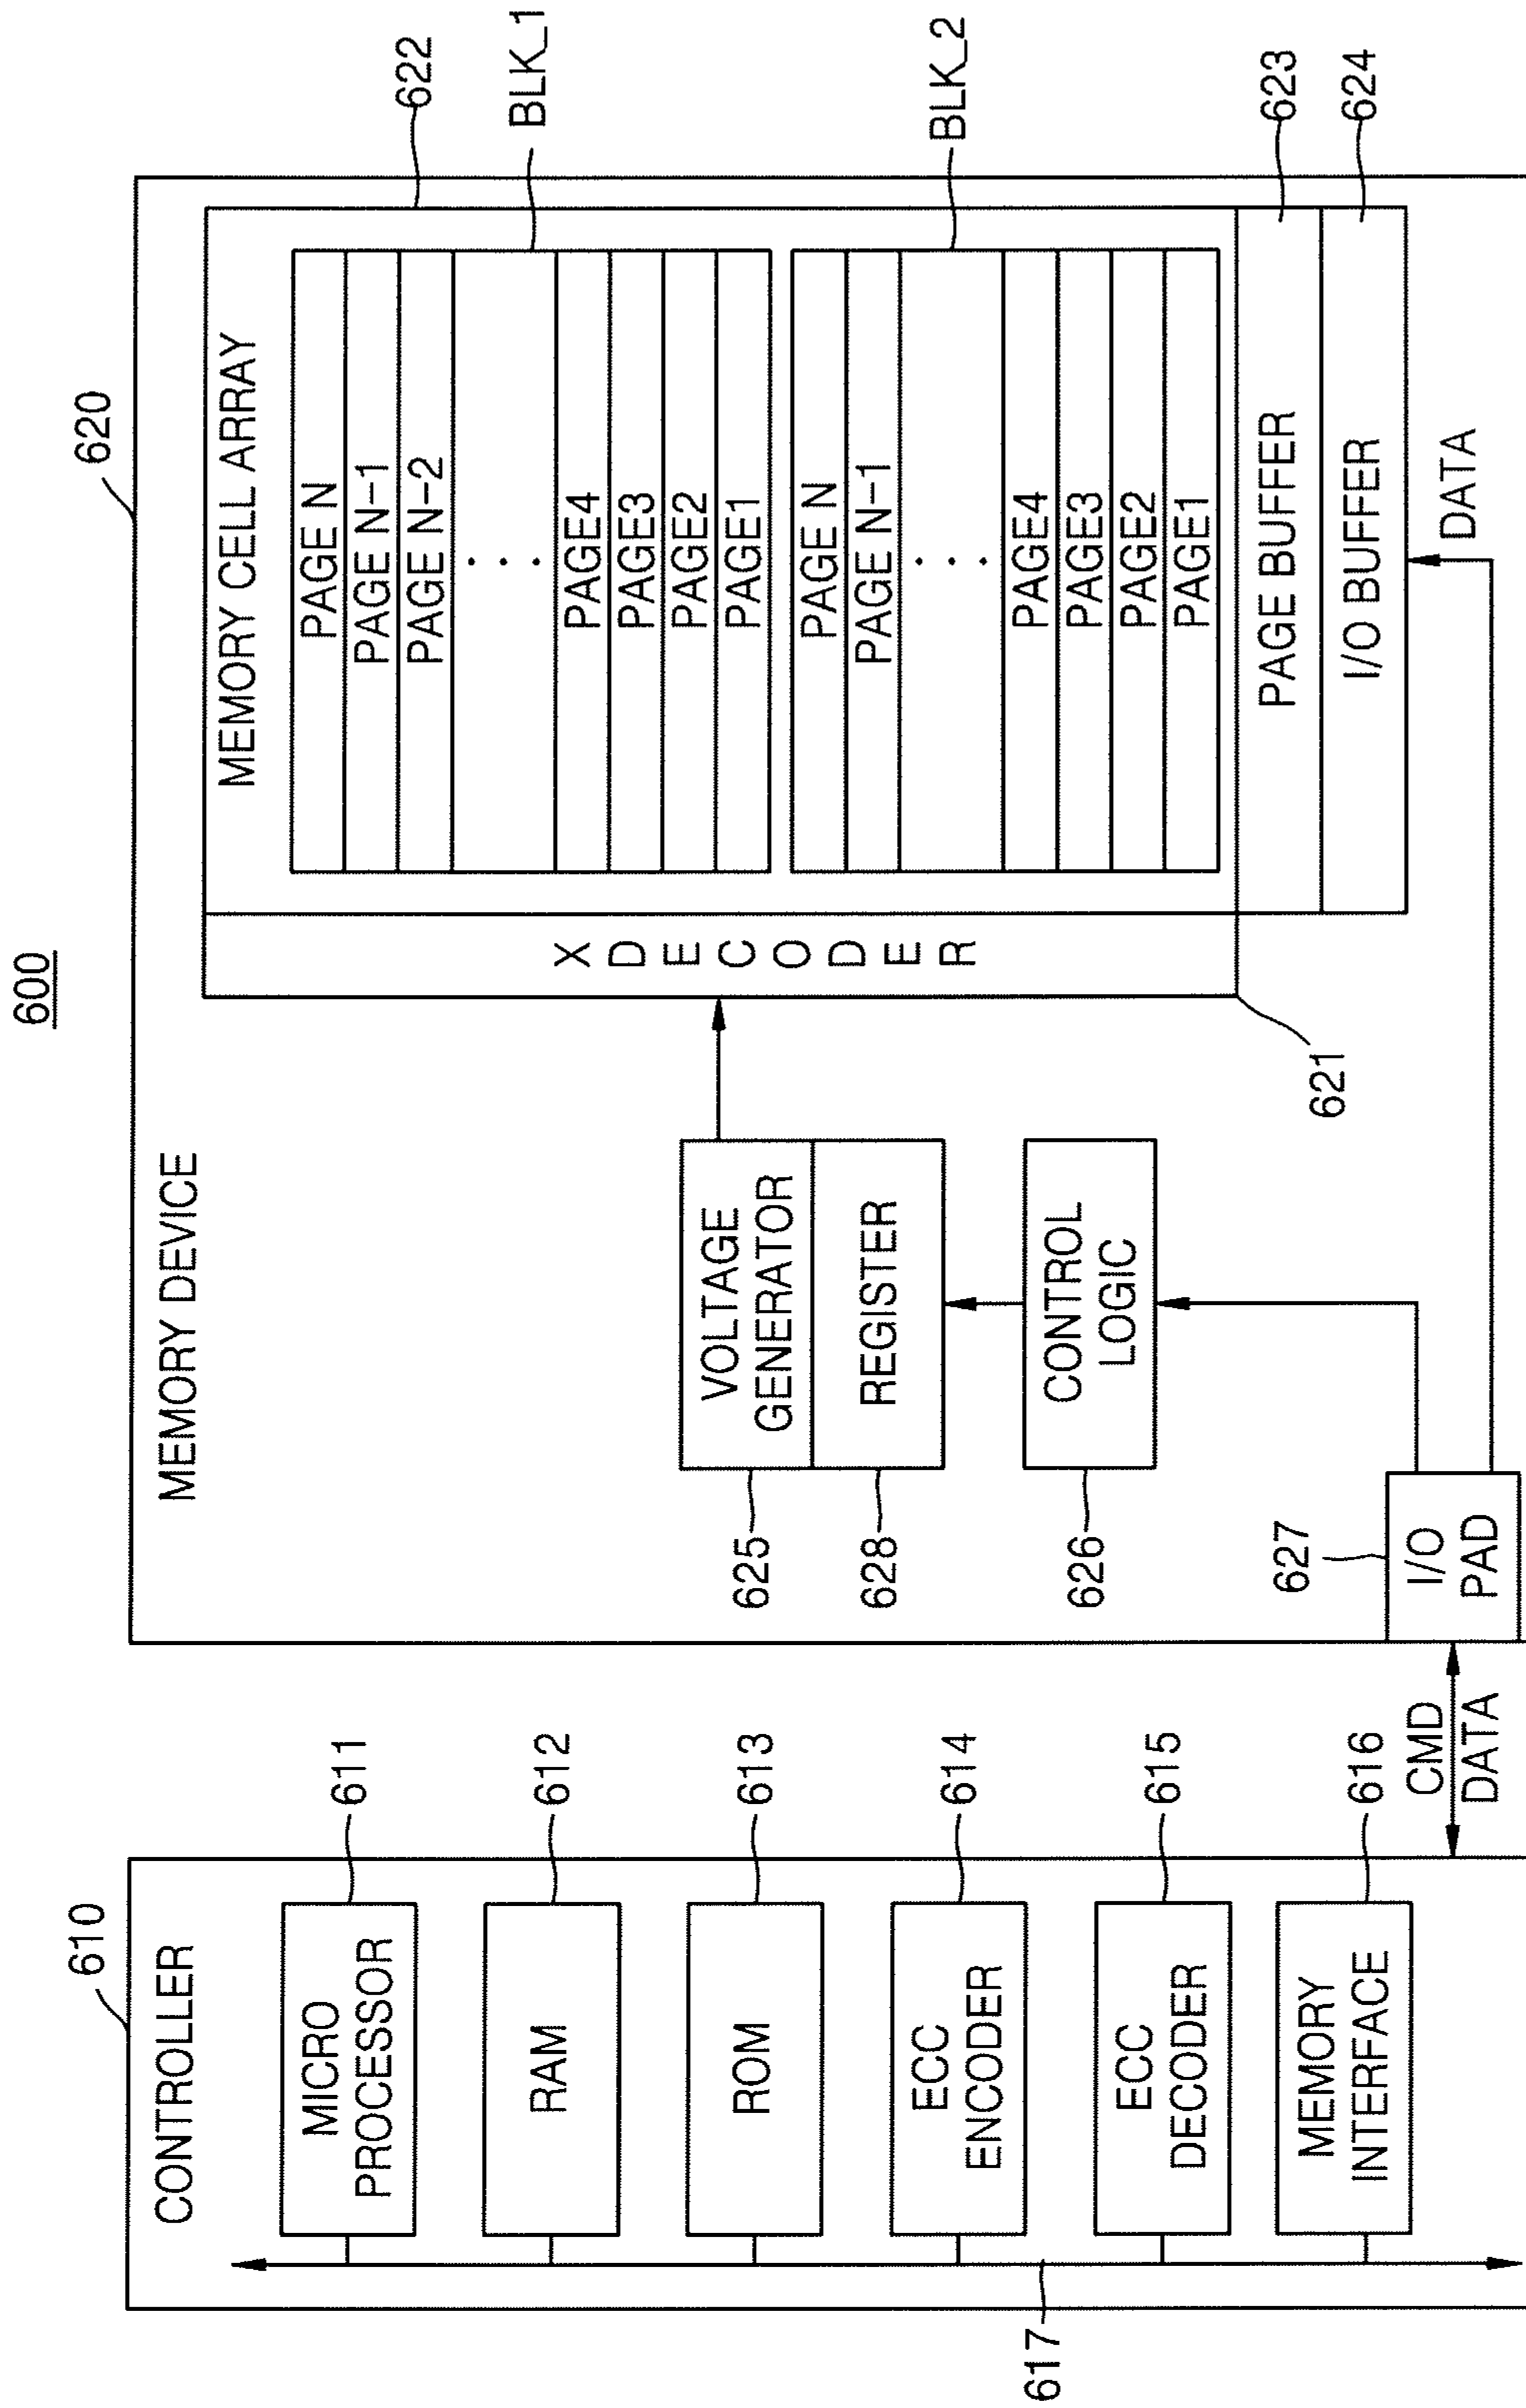 600
610
CONTROLLER
MICRO
PROCESSOR
611
RAM
612
ROM
613
ECC
ENCODER
614
ECC
DECODER
615
MEMORY
INTERFACE
616
617
CMD
DATA
620
MEMORY DEVICE
VOLTAGE
GENERATOR
625
REGISTER
628
CONTROL
LOGIC
626
I/O
PAD
627
X
D
E
C
O
D
E
R
621
MEMORY CELL ARRAY
622
PAGE N
PAGE N-1
PAGE N-2
. . .
PAGE4
PAGE3
PAGE2
PAGE1
BLK_1
PAGE N
PAGE N-1
. . .
PAGE4
PAGE3
PAGE2
PAGE1
BLK_2
PAGE BUFFER
623
I/O BUFFER
624
DATA